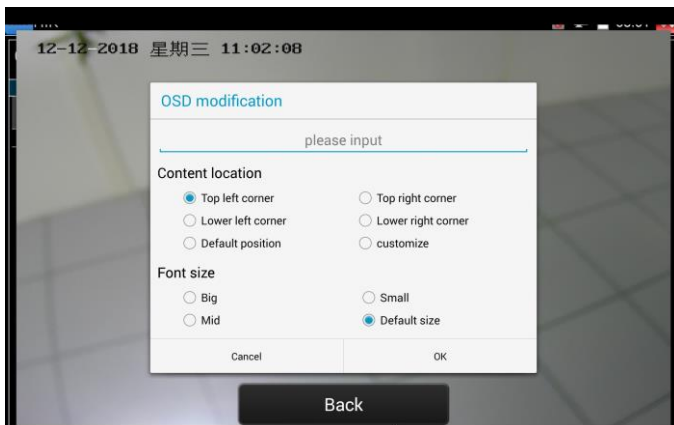 12-12-2018 星期三 11:02:08
OSD modification
please input
Content location
Top left corner Top right corner
Lower left corner Lower right corner
Default position customize
Font size
Big Small
Mid Default size
Cancel OK
Back